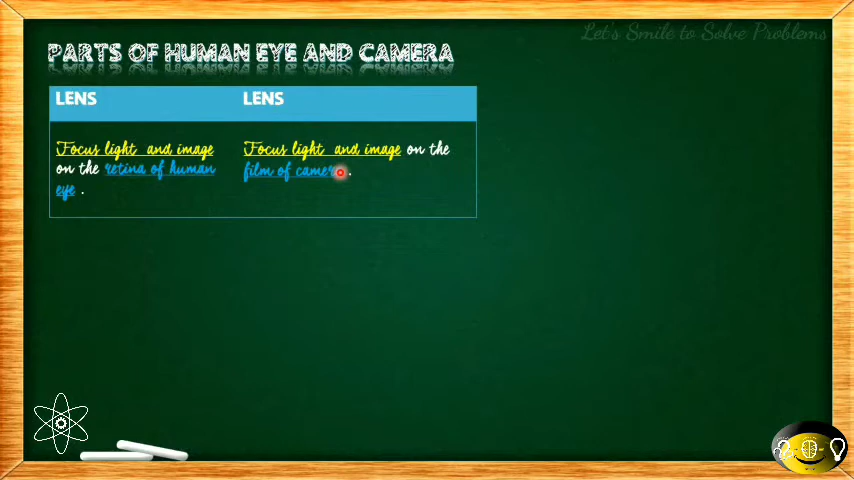 Let's Smile to Solve Problems
PARTS OF HUMAN EYE AND CAMERA
LENS
Focus light and image
on the retina of human
eye .
LENS
Focus light and image on the
film of camer .